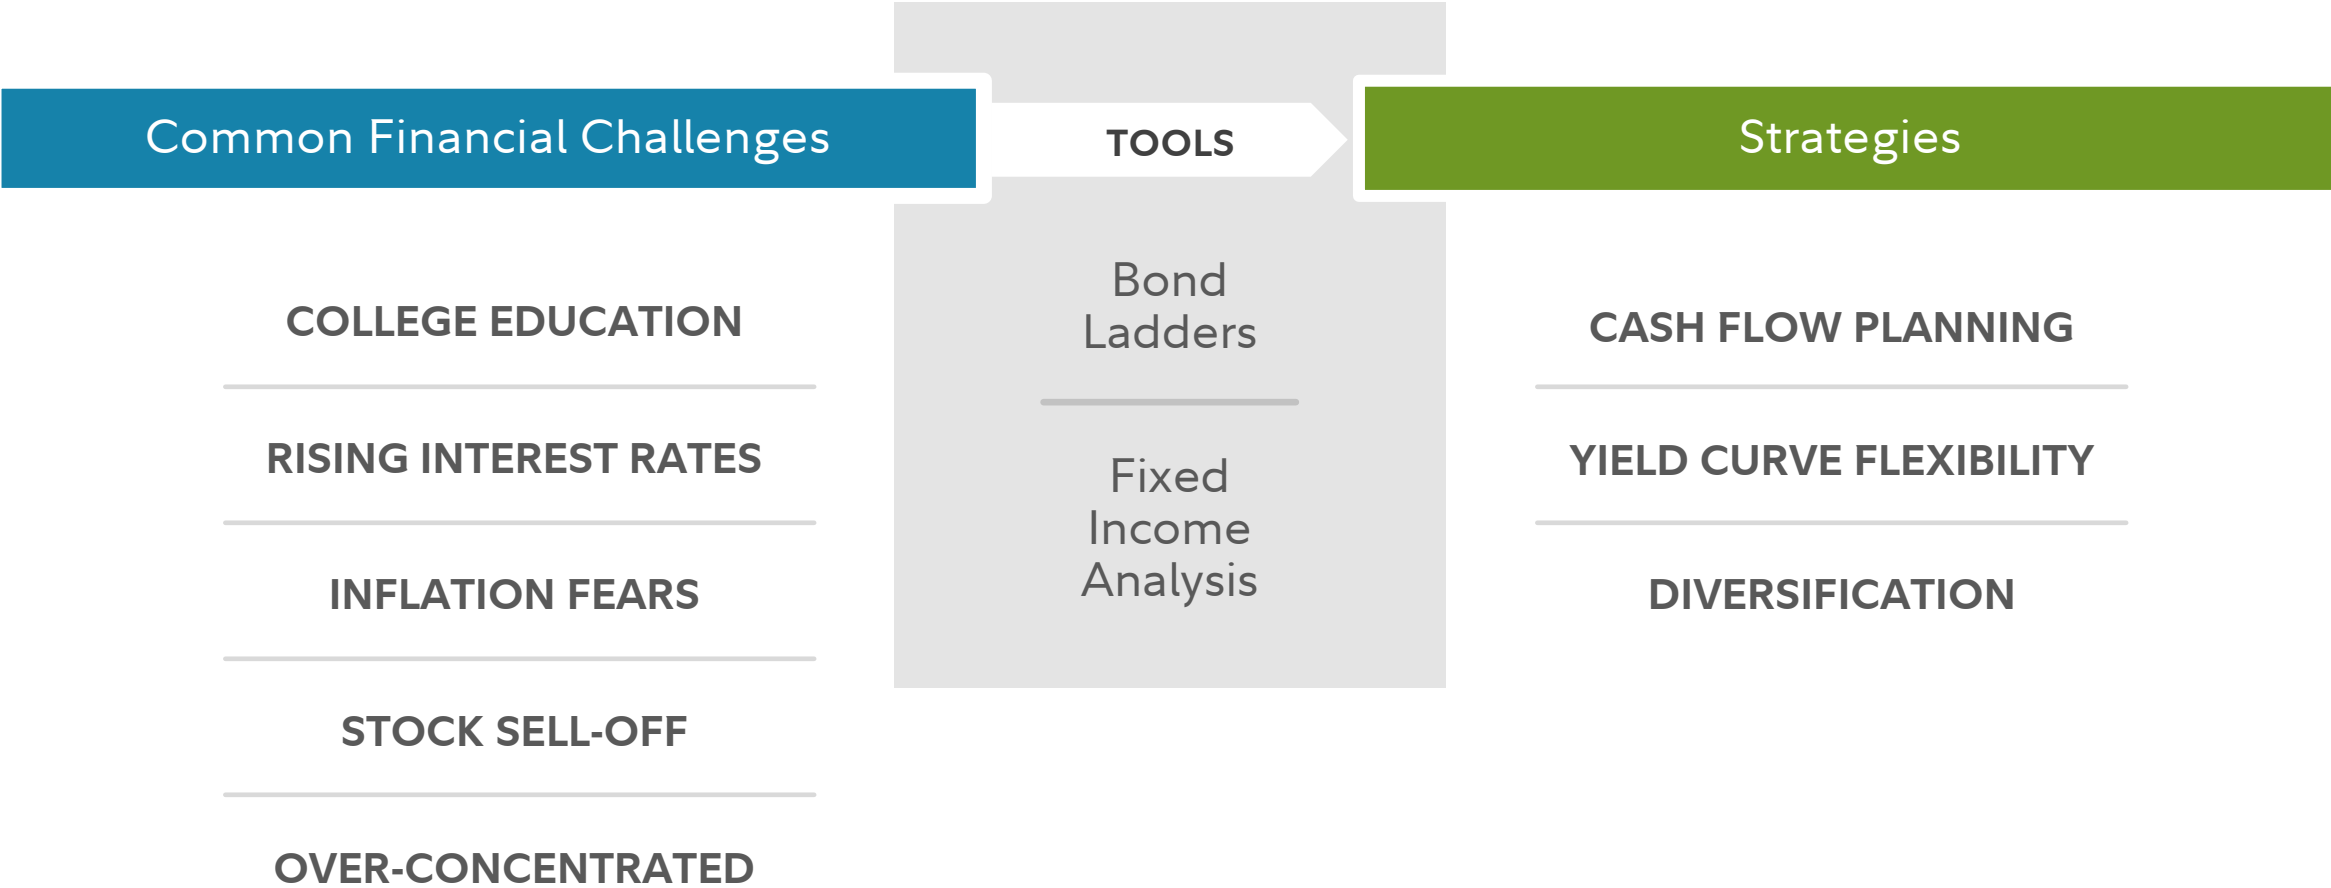 Common Financial Challenges
TOOLS
Strategies
COLLEGE EDUCATION
RISING INTEREST RATES
INFLATION FEARS
STOCK SELL-OFF
OVER-CONCENTRATED
Bond
Ladders
Fixed
Income
Analysis
CASH FLOW PLANNING
YIELD CURVE FLEXIBILITY
DIVERSIFICATION